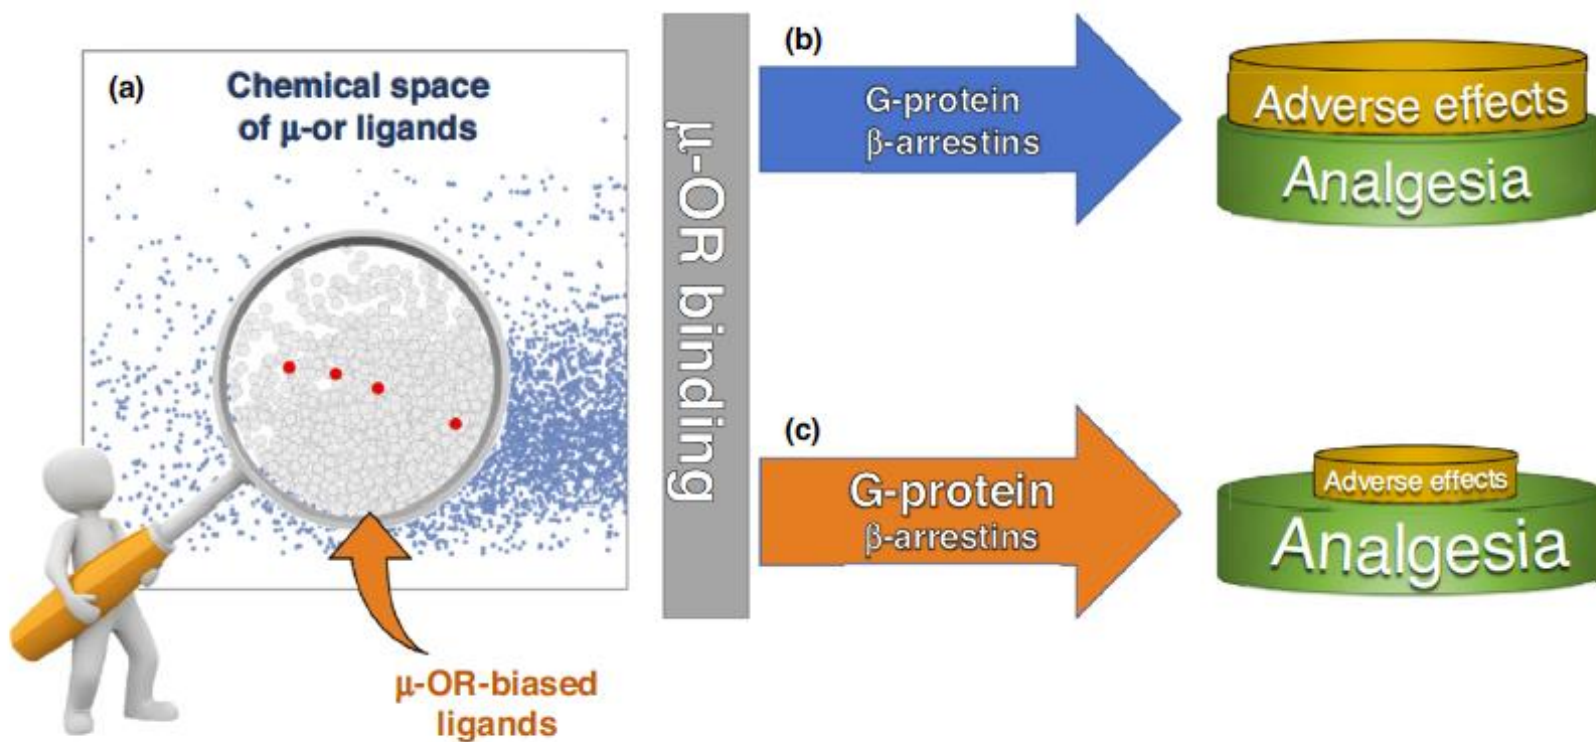 (a)
Chemical space
of μ-or ligands
μ-OR-biased
ligands
μ-OR binding
(b)
G-protein
β-arrestins
Adverse effects
Analgesia
(c)
G-protein
β-arrestins
Adverse effects
Analgesia